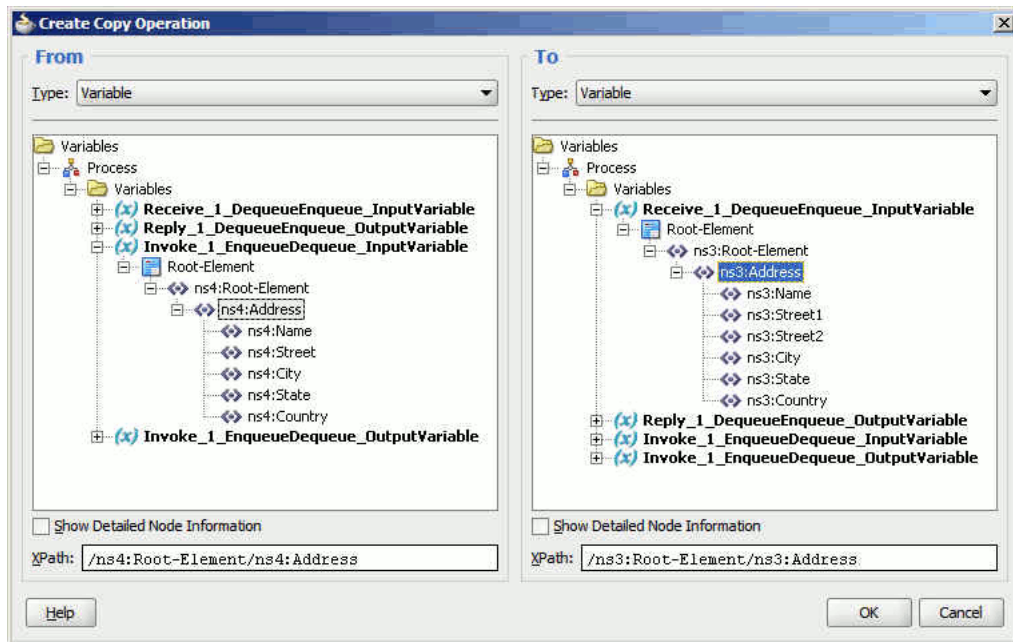 Create Copy Operation
From
Type: Variable
Variables
Process
Variables
Receive_1_DequeueEnqueue_InputVariable
Reply_1_DequeueEnqueue_OutputVariable
Invoke_1_EnqueueDequeue_InputVariable
Root-Element
ns4:Root-Element
ns4:Address
ns4:Name
ns4:Street
ns4:City
ns4:State
ns4:Country
Invoke_1_EnqueueDequeue_OutputVariable
Show Detailed Node Information
XPath: /ns4:Root-Element/ns4:Address
To
Type: Variable
Variables
Process
Variables
Receive_1_DequeueEnqueue_InputVariable
Root-Element
ns3:Root-Element
ns3:Address
ns3:Name
ns3:Street1
ns3:Street2
ns3:City
ns3:State
ns3:Country
Reply_1_DequeueEnqueue_OutputVariable
Invoke_1_EnqueueDequeue_InputVariable
Invoke_1_EnqueueDequeue_OutputVariable
Show Detailed Node Information
XPath: /ns3:Root-Element/ns3:Address
Help
OK
Cancel